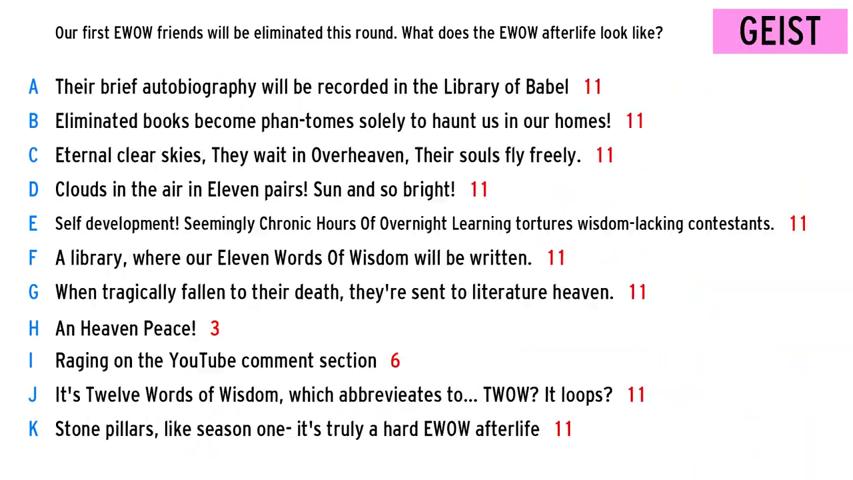 Our first EWOW friends will be eliminated this round. What does the EWOW afterlife look like?
GEIST
A Their brief autobiography will be recorded in the Library of Babel 11
B Eliminated books become phan-tomes solely to haunt us in our homes! 11
C Eternal clear skies, They wait in Overheaven, Their souls fly freely. 11
D Clouds in the air in Eleven pairs! Sun and so bright! 11
E Self development! Seemingly Chronic Hours Of Overnight Learning tortures wisdom-lacking contestants. 11
F A library, where our Eleven Words Of Wisdom will be written. 11
G When tragically fallen to their death, they're sent to literature heaven. 11
H An Heaven Peace! 3
I Raging on the YouTube comment section 6
J It's Twelve Words of Wisdom, which abbrevieates to... TWOW? It loops? 11
K Stone pillars, like season one- it's truly a hard EWOW afterlife 11